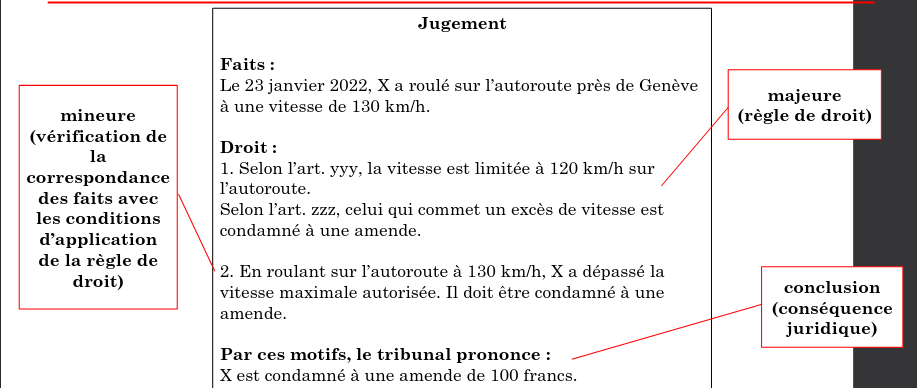 Jugement
Faits :
Le 23 janvier 2022, X a roulé sur l’autoroute près de Genève
à une vitesse de 130 km/h.
Droit :
1. Selon l’art. yyy, la vitesse est limitée à 120 km/h sur
l’autoroute.
Selon l’art. zzz, celui qui commet un excès de vitesse est
condamné à une amende.
2. En roulant sur l’autoroute à 130 km/h, X a dépassé la
vitesse maximale autorisée. Il doit être condamné à une
amende.
Par ces motifs, le tribunal prononce :
X est condamné à une amende de 100 francs.
mineure
(vérification de
la
correspondance
des faits avec
les conditions
d’application
de la règle de
droit)
majeure
(règle de droit)
conclusion
(conséquence
juridique)